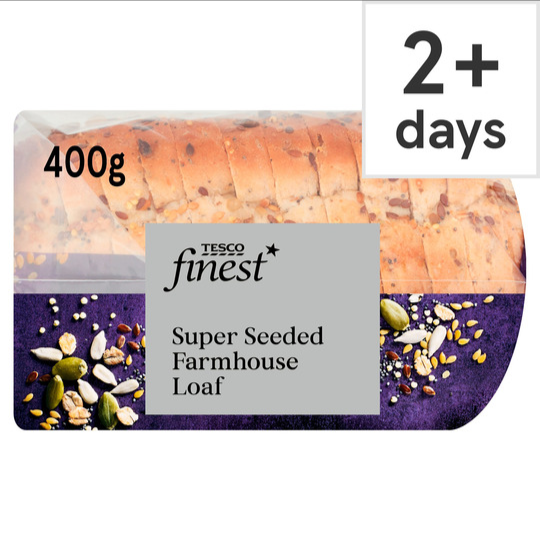 2+
days
400g
TESCO
finest*
Super Seeded
Farmhouse
Loaf